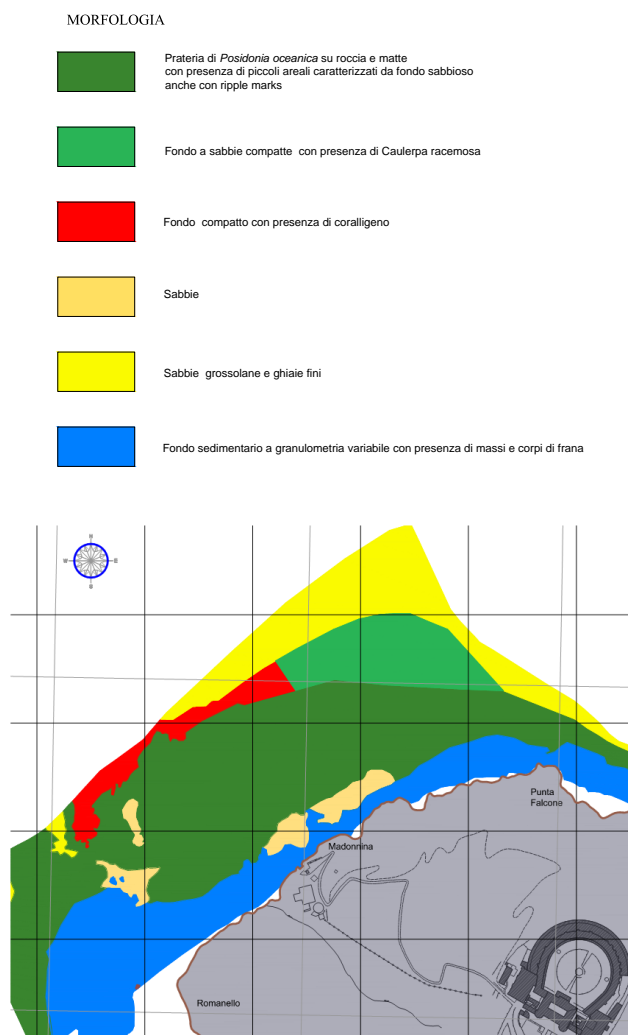 MORFOLOGIA
Prateria di Posidonia oceanica su roccia e matte
con presenza di piccoli areali caratterizzati da fondo sabbioso
anche con ripple marks
Fondo a sabbie compatte con presenza di Caulerpa racemosa
Fondo compatto con presenza di coralligeno
Sabbie
Sabbie grossolane e ghiaie fini
Fondo sedimentario a granulometria variabile con presenza di massi e corpi di frana
Punta
Falcona
Madonnina
Romanello